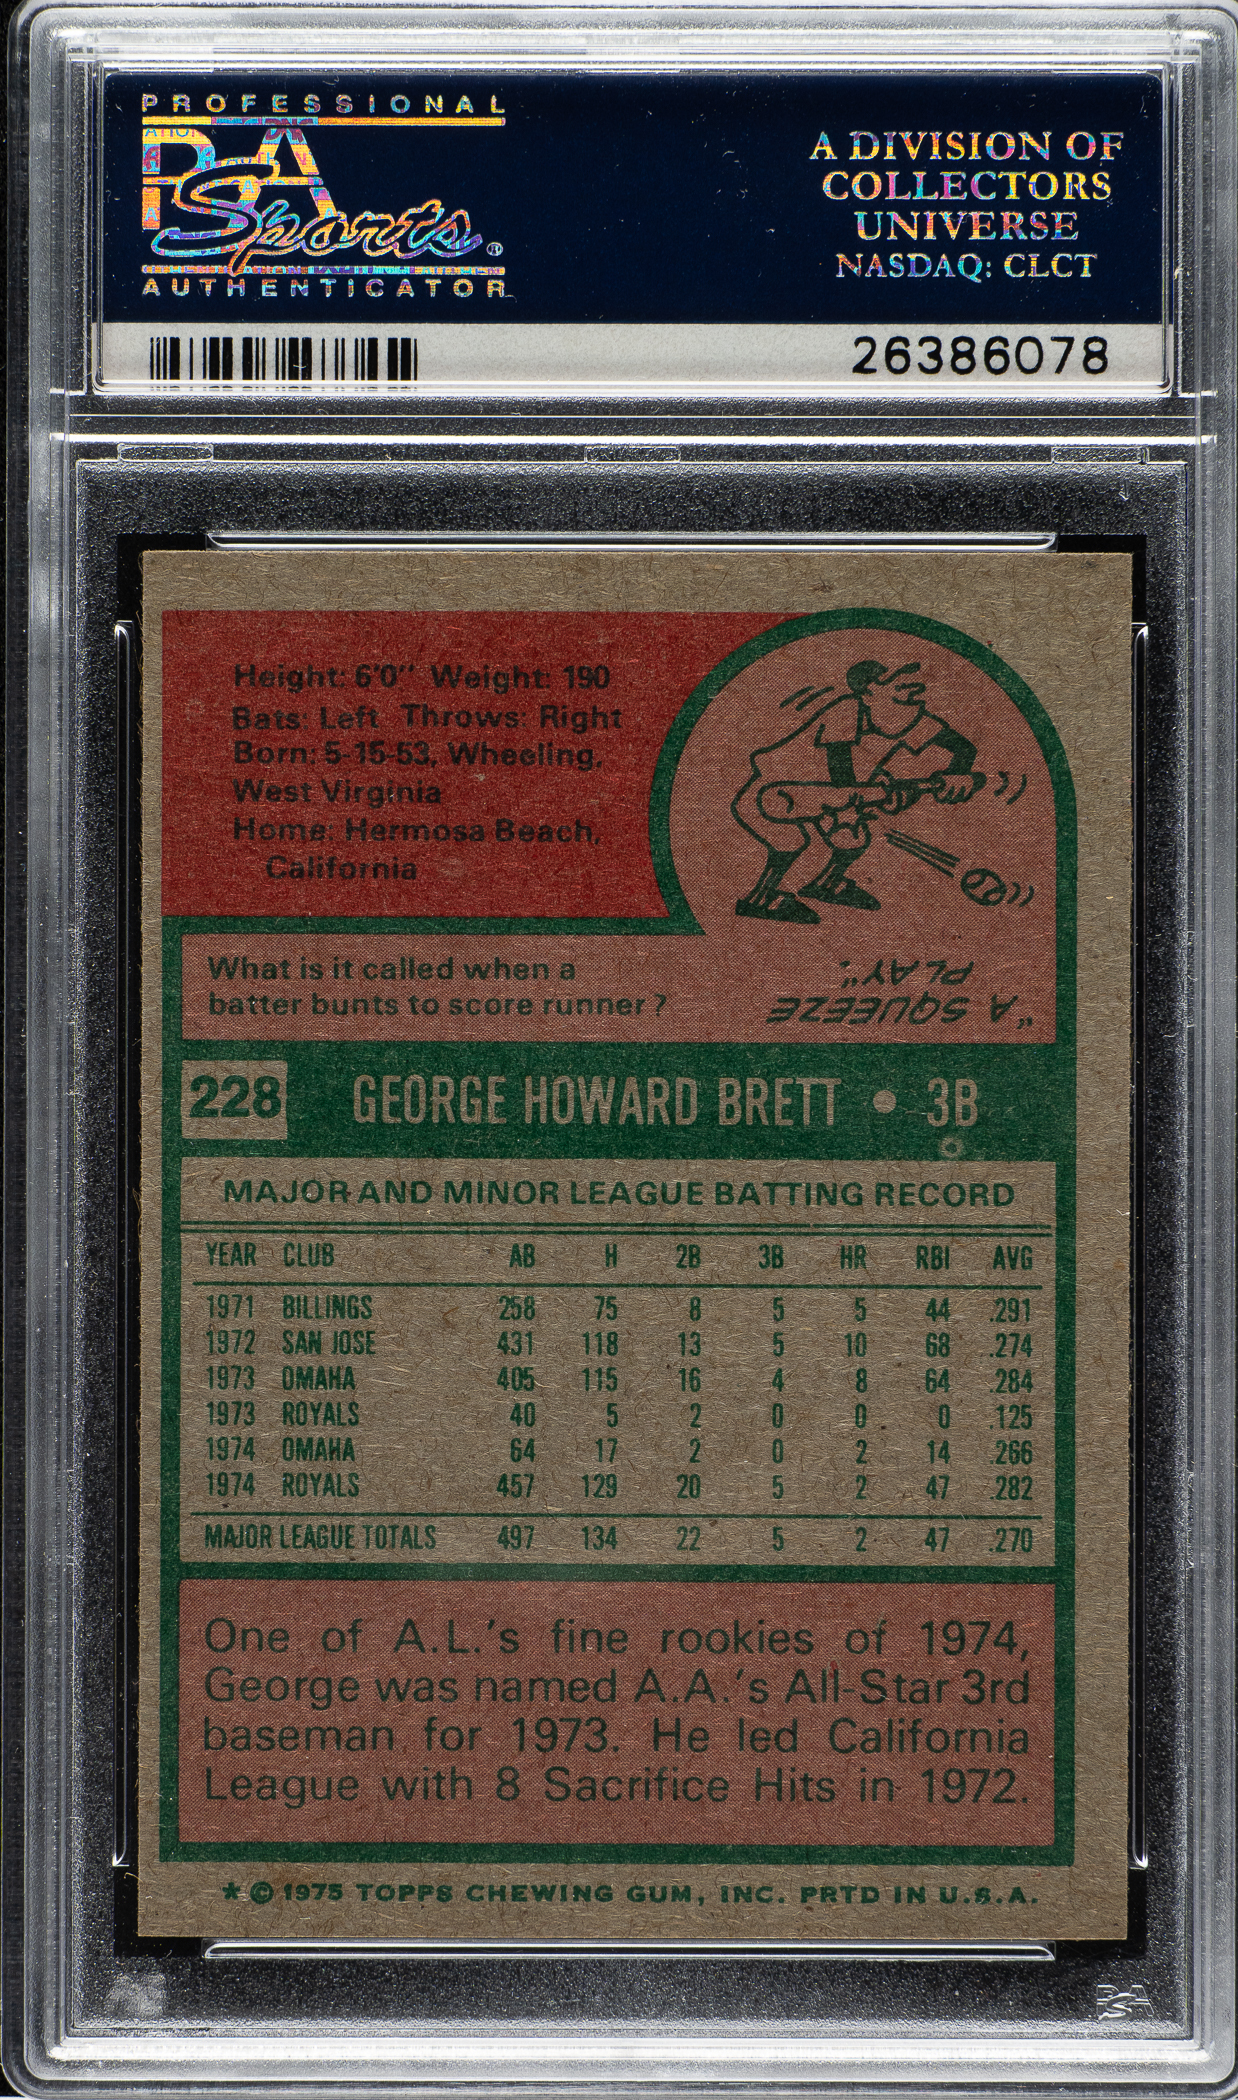 PROFESSIONAL
PSA
Sports®
AUTHENTICATOR
A DIVISION OF
COLLECTORS
UNIVERSE
NASDAQ: CLCT
26386078
Height: 6'0" Weight: 190
Bats: Left Throws: Right
Born: 5-15-53, Wheeling,
West Virginia
Home: Hermosa Beach,
California
What is it called when a
batter bunts to score runner?
"A SQUEEZE
PLAY."
228 GEORGE HOWARD BRETT • 3B
MAJOR AND MINOR LEAGUE BATTING RECORD
YEAR CLUB AB H 2B 3B HR RBI AVG
1971 BILLINGS 258 75 8 5 5 44 .291
1972 SAN JOSE 431 118 13 5 10 68 .274
1973 OMAHA 405 115 16 4 8 64 .284
1973 ROYALS 40 5 2 0 0 0 .125
1974 OMAHA 64 17 2 0 2 14 .266
1974 ROYALS 457 129 20 5 2 47 .282
MAJOR LEAGUE TOTALS 497 134 22 5 2 47 .270
One of A.L.'s fine rookies of 1974,
George was named A.A.'s All-Star 3rd
baseman for 1973. He led California
League with 8 Sacrifice Hits in 1972.
* © 1975 TOPPS CHEWING GUM, INC. PRTD IN U.S.A.
PSA